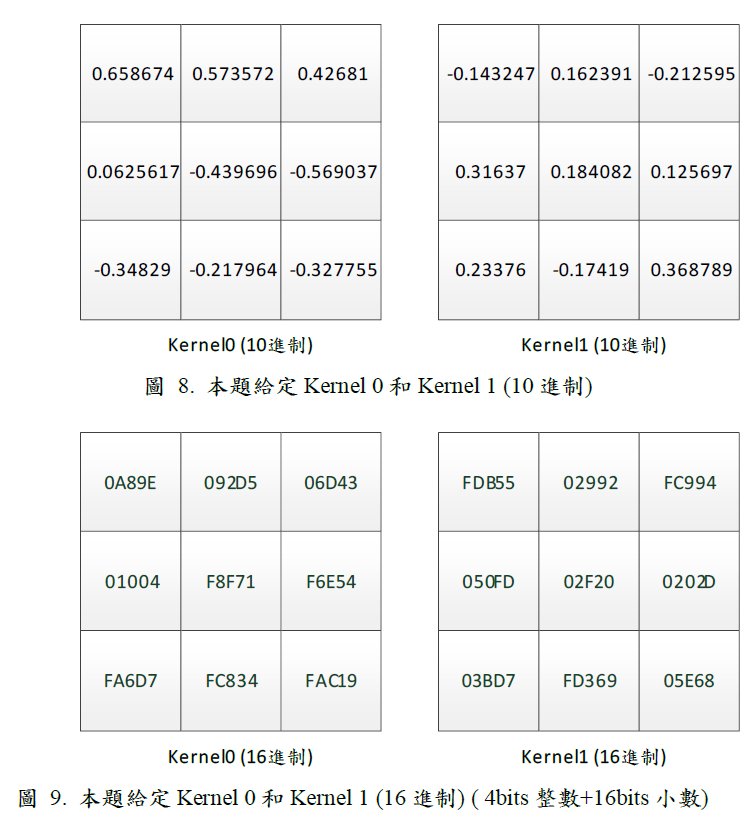 0.658674 0.573572 0.42681 -0.143247 0.162391 -0.212595
0.0625617 -0.439696 -0.569037 0.31637 0.184082 0.125697
-0.34829 -0.217964 -0.327755 0.23376 -0.17419 0.368789
Kernel0 (10進制) Kernel1 (10進制)
圖 8. 本題給定 Kernel 0 和 Kernel 1 (10 進制)
0A89E 092D5 06D43 FDB55 02992 FC994
01004 F8F71 F6E54 050FD 02F20 0202D
FA6D7 FC834 FAC19 03BD7 FD369 05E68
Kernel0 (16進制) Kernel1 (16進制)
圖 9. 本題給定 Kernel 0 和 Kernel 1 (16 進制) ( 4bits 整數+16bits 小數)